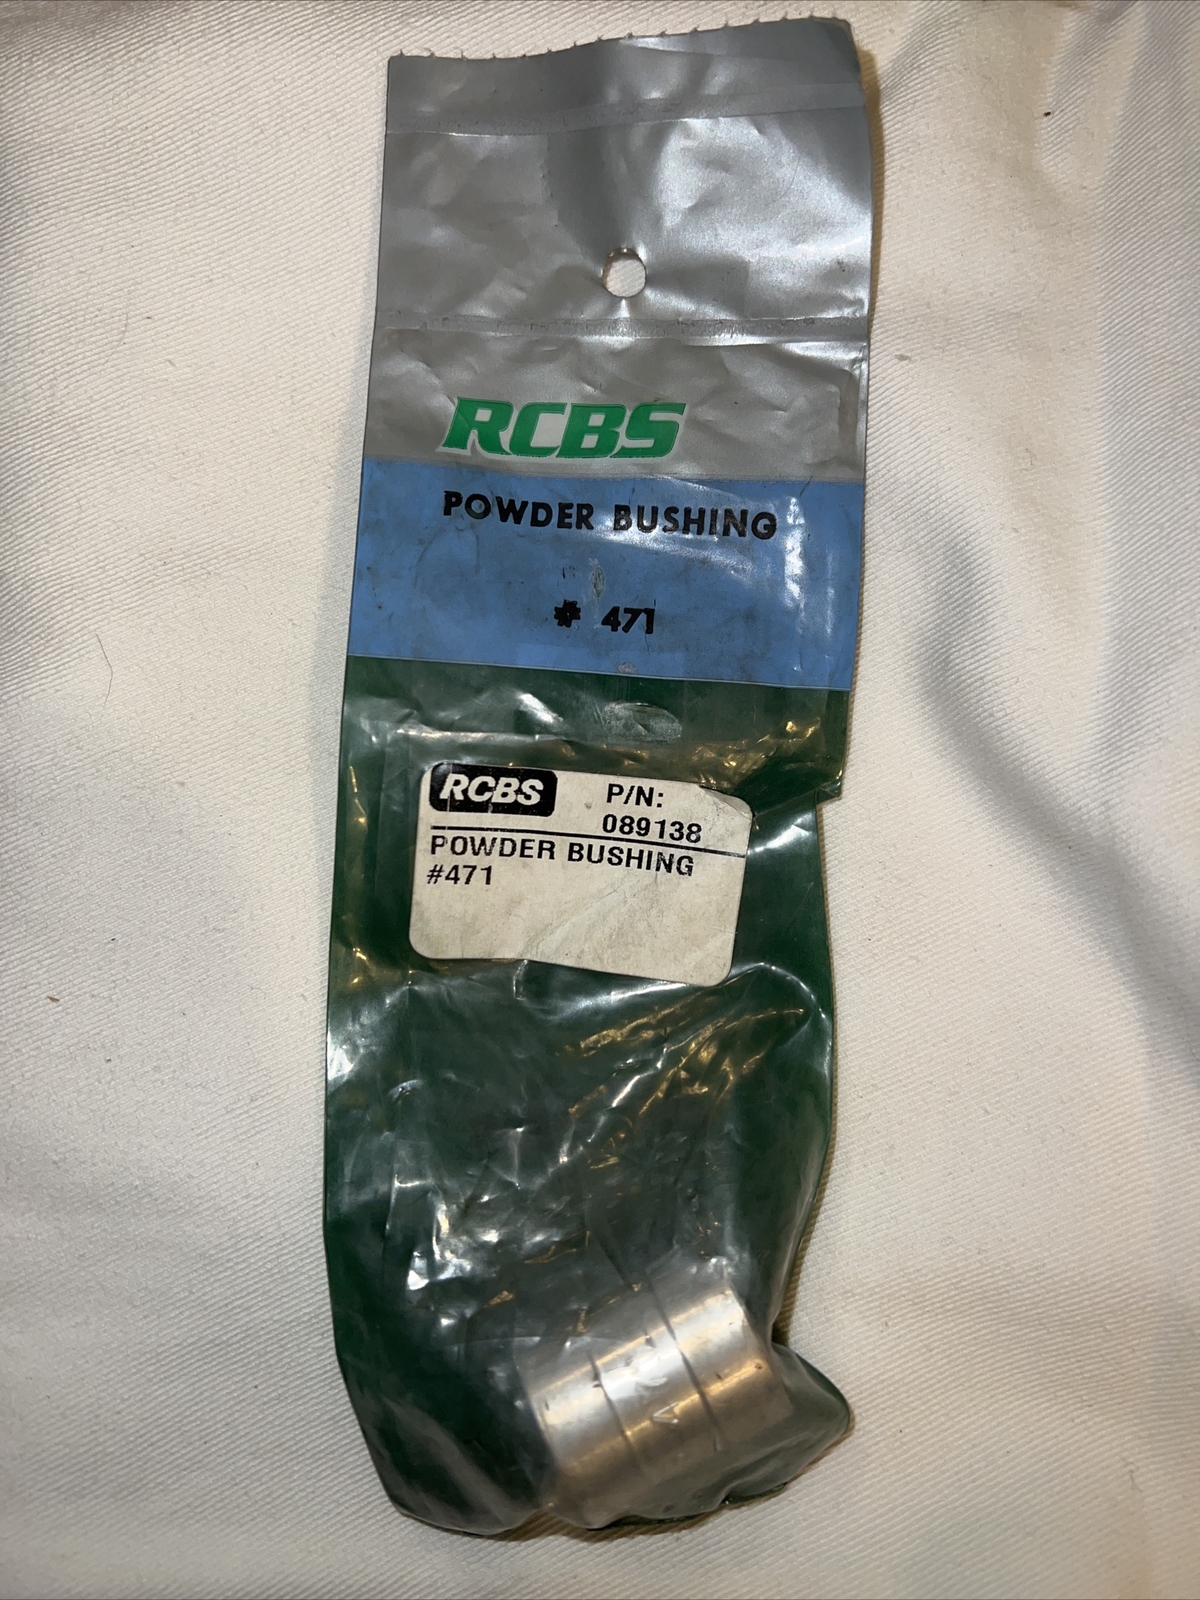 RCBS
POWDER BUSHING
# 471
RCBS P/N:
089138
POWDER BUSHING
#471